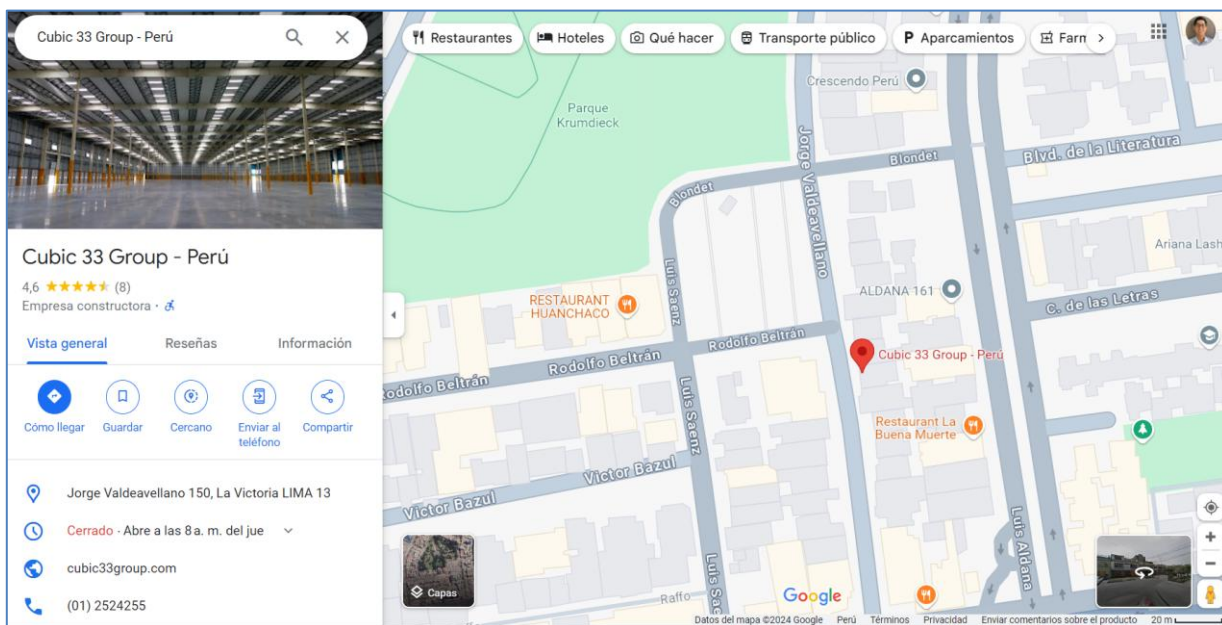 Cubic 33 Group - Perú
Cubic 33 Group - Perú
4,6 ★★★★★ (8)
Empresa constructora ·
Vista general Reseñas Información
Cómo llegar Guardar Cercano Enviar al teléfono Compartir
Jorge Valdeavellano 150, La Victoria LIMA 13
Cerrado · Abre a las 8 a. m. del jue
cubic33group.com
(01) 2524255
Restaurantes Hoteles Qué hacer Transporte público P Aparcamientos Farm
Crescendo Perú
Parque
Krumdieck
Jorge Valdeavellano
Blondet
Blvd. de la Literatura
Blondet
Luis Saenz
Ariana Lash
RESTAURANT
HUANCHACO
ALDANA 161
C. de las Letras
Rodolfo Beltrán
Rodolfo Beltrán
Rodolfo Beltrán
Cubic 33 Group - Perú
Luis Saenz
Restaurant La
Buena Muerte
Victor Bazul
Victor Bazul
Luis Aldana
Luis Sae
Capas
Raffo
Google
Datos del mapa ©2024 Google Perú Términos Privacidad Enviar comentarios sobre el producto 20 m